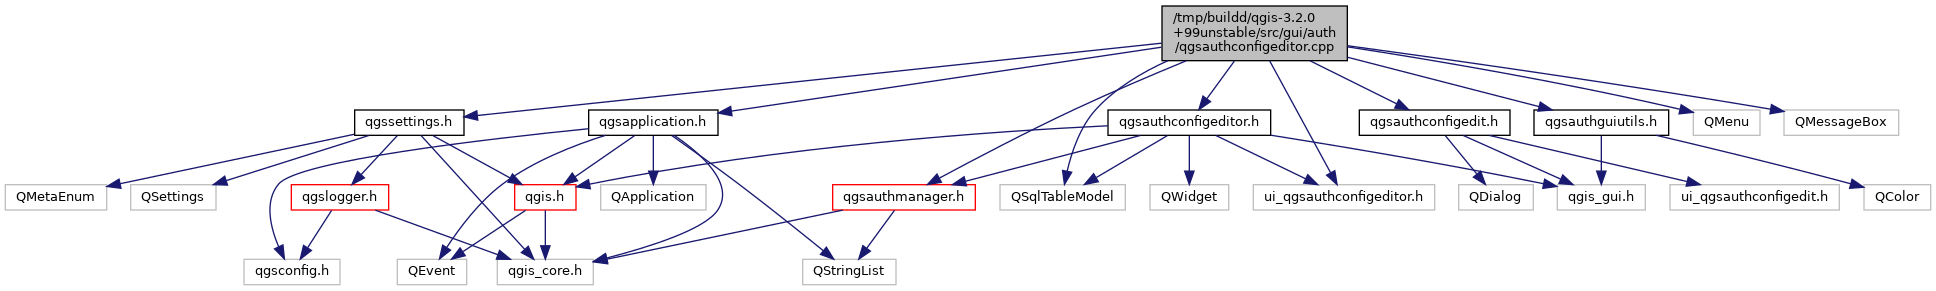 /tmp/buildd/qgis-3.2.0
+99unstable/src/gui/auth
/qgsauthconfigeditor.cpp
qgssettings.h
qgsapplication.h
qgsauthconfigeditor.h
qgsauthconfigedit.h
qgsauthguiutils.h
QMenu
QMessageBox
QMetaEnum
QSettings
qgslogger.h
qgis.h
QApplication
qgsauthmanager.h
QSqlTableModel
QWidget
ui_qgsauthconfigeditor.h
QDialog
qgis_gui.h
ui_qgsauthconfigedit.h
QColor
qgsconfig.h
QEvent
qgis_core.h
QStringList